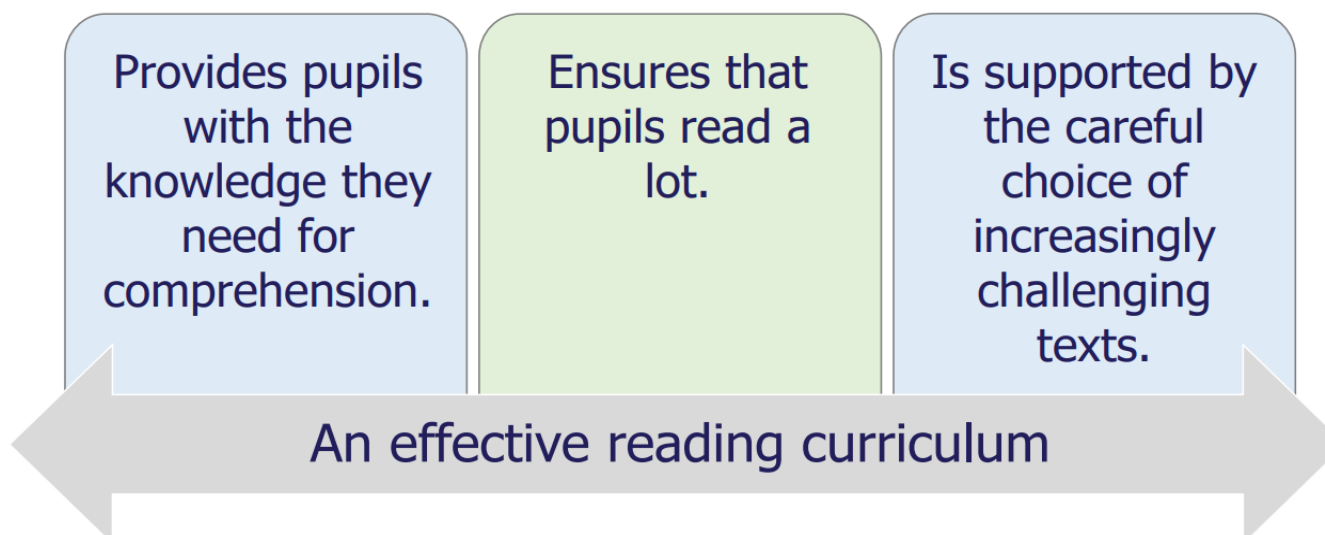 Provides pupils
with the
knowledge they
need for
comprehension.
Ensures that
pupils read a
lot.
Is supported by
the careful
choice of
increasingly
challenging
texts.
An effective reading curriculum